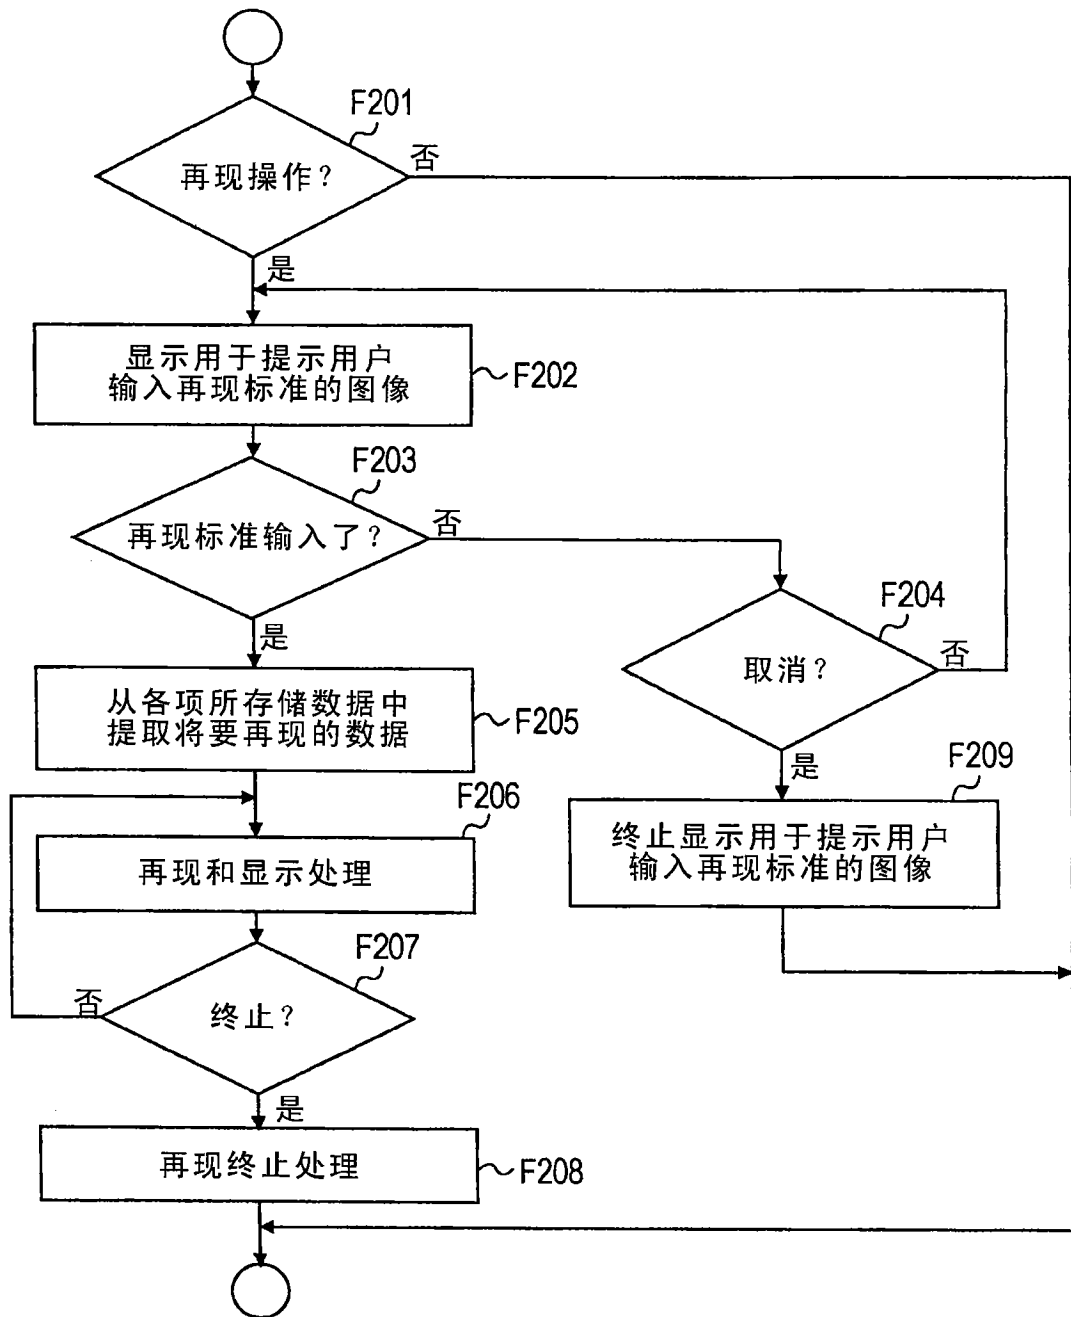 F201
再现操作?
否
是
显示用于提示用户
输入再现标准的图像
F202
F203
再现标准输入了?
否
是
F204
取消?
否
是
从各项所存储数据中
提取将要再现的数据
F205
F209
终止显示用于提示用户
输入再现标准的图像
F206
再现和显示处理
F207
终止?
否
是
再现终止处理
F208